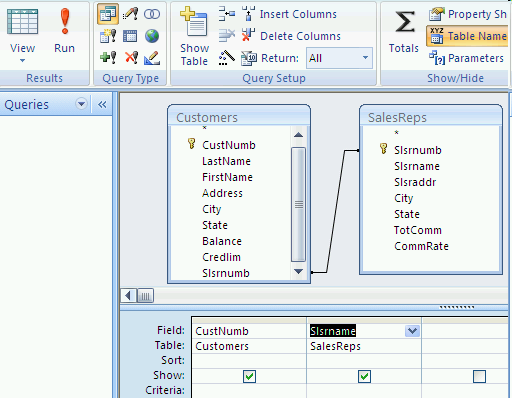 View
Run
Results
Query Type
Show
Table
Insert Columns
Delete Columns
Return: All
Query Setup
Σ
Totals
Property Sh
XYZ Table Name
Parameters
Show/Hide
Queries «
Customers
*
CustNumb
LastName
FirstName
Address
City
State
Balance
Credlim
Slsrnumb
SalesReps
*
Slsrnumb
Slsrname
Slsraddr
City
State
TotComm
CommRate
Field: CustNumb Slsrname
Table: Customers SalesReps
Sort:
Show:
Criteria: